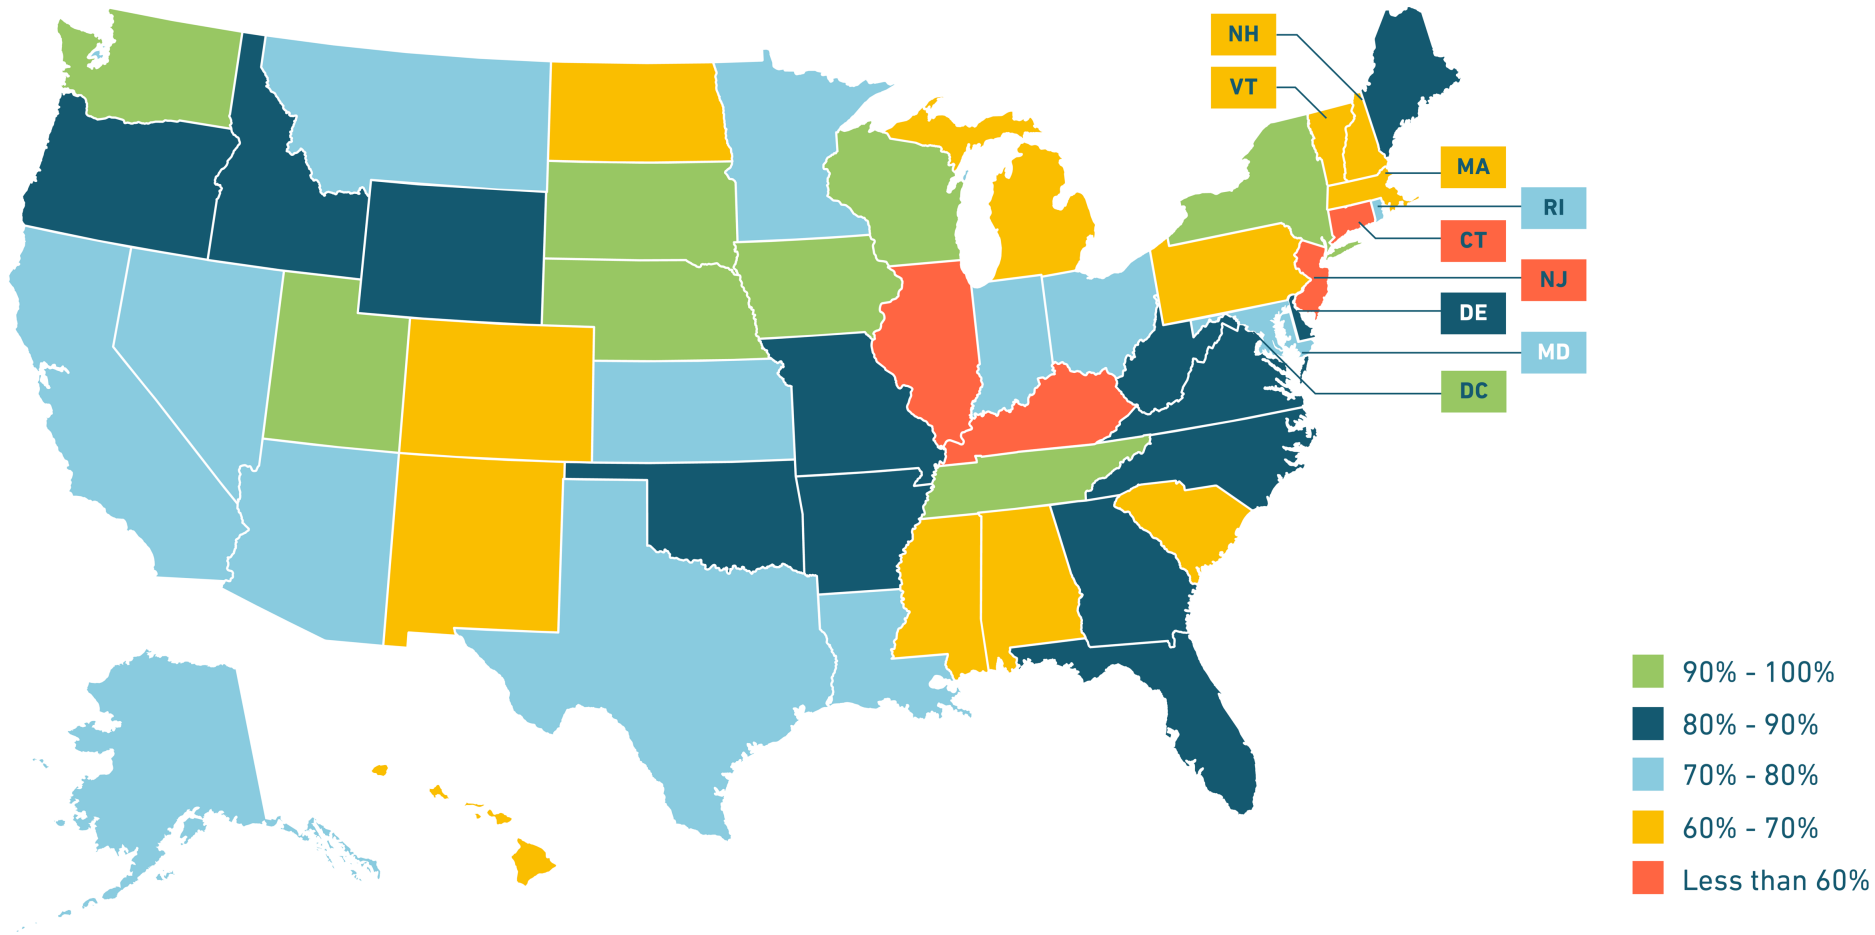 NH
VT
MA
RI
CT
NJ
DE
MD
DC
90% - 100%
80% - 90%
70% - 80%
60% - 70%
Less than 60%